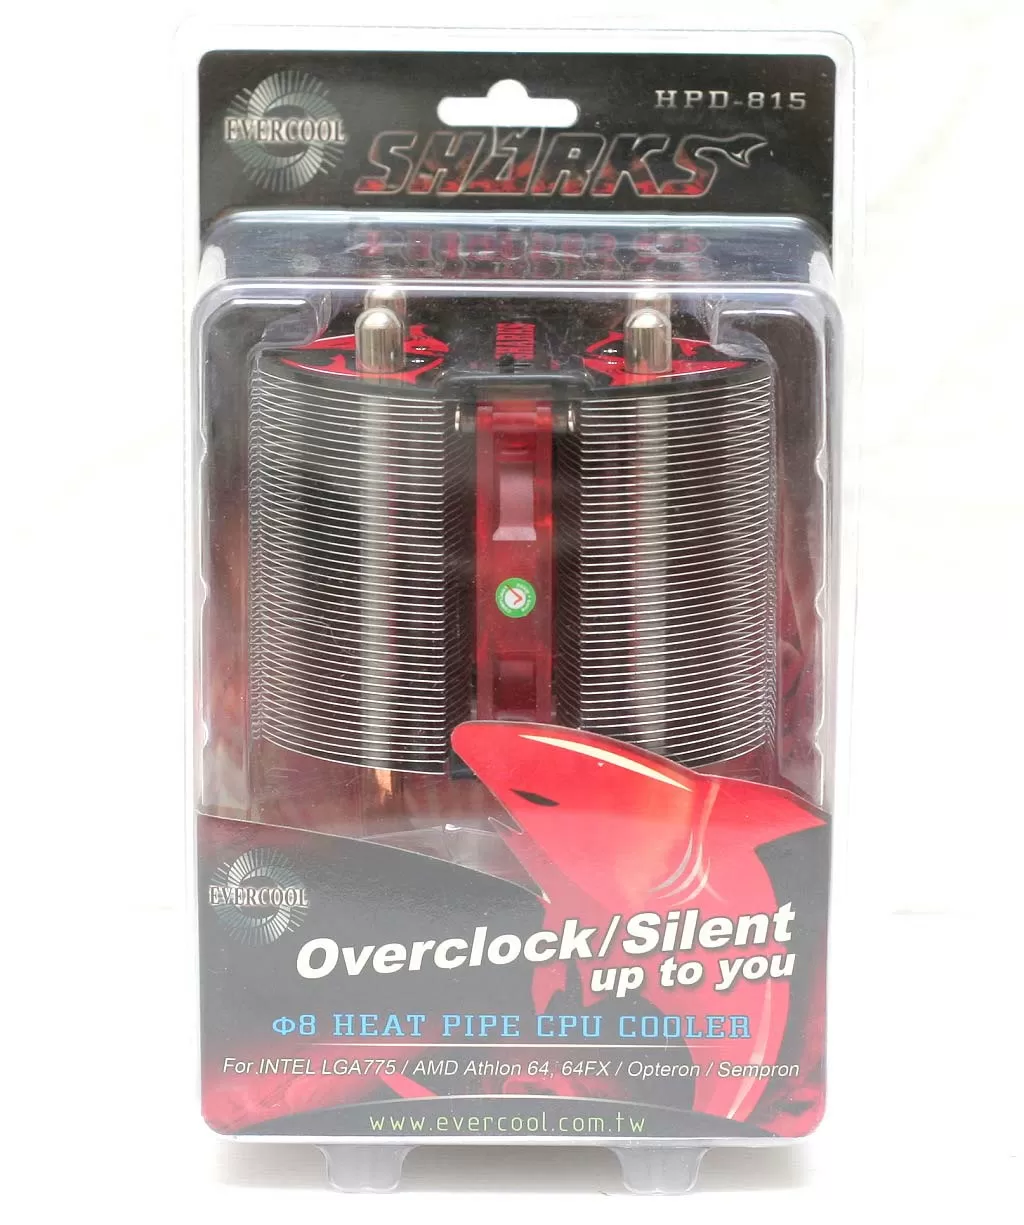 EVERCOOL
HPD-815
SHARKS
SHARKS
EVERCOOL
Overclock/Silent
up to you
Φ8 HEAT PIPE CPU COOLER
For INTEL LGA775 / AMD Athlon 64, 64FX / Opteron / Sempron
www.evercool.com.tw